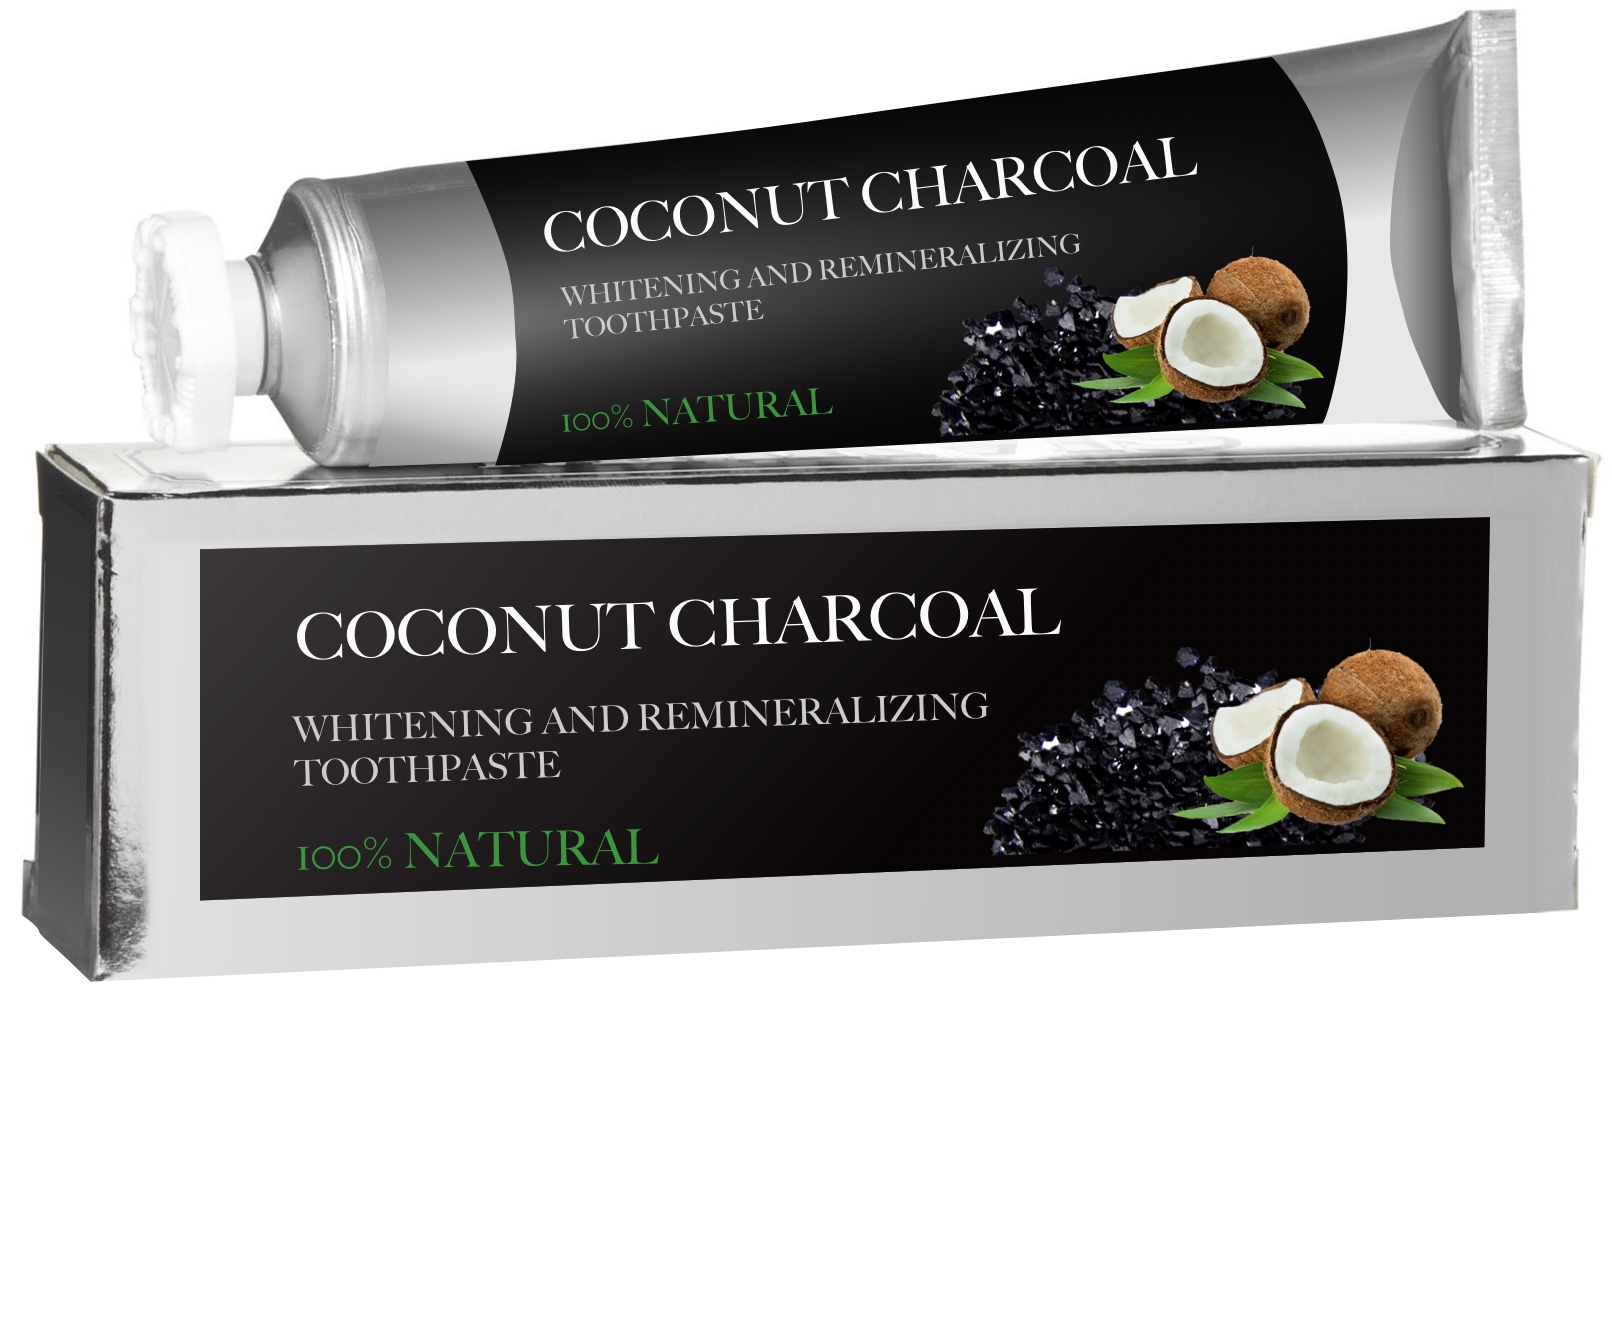 COCONUT CHARCOAL
WHITENING AND REMINERALIZING
TOOTHPASTE
100% NATURAL
COCONUT CHARCOAL
WHITENING AND REMINERALIZING
TOOTHPASTE
100% NATURAL